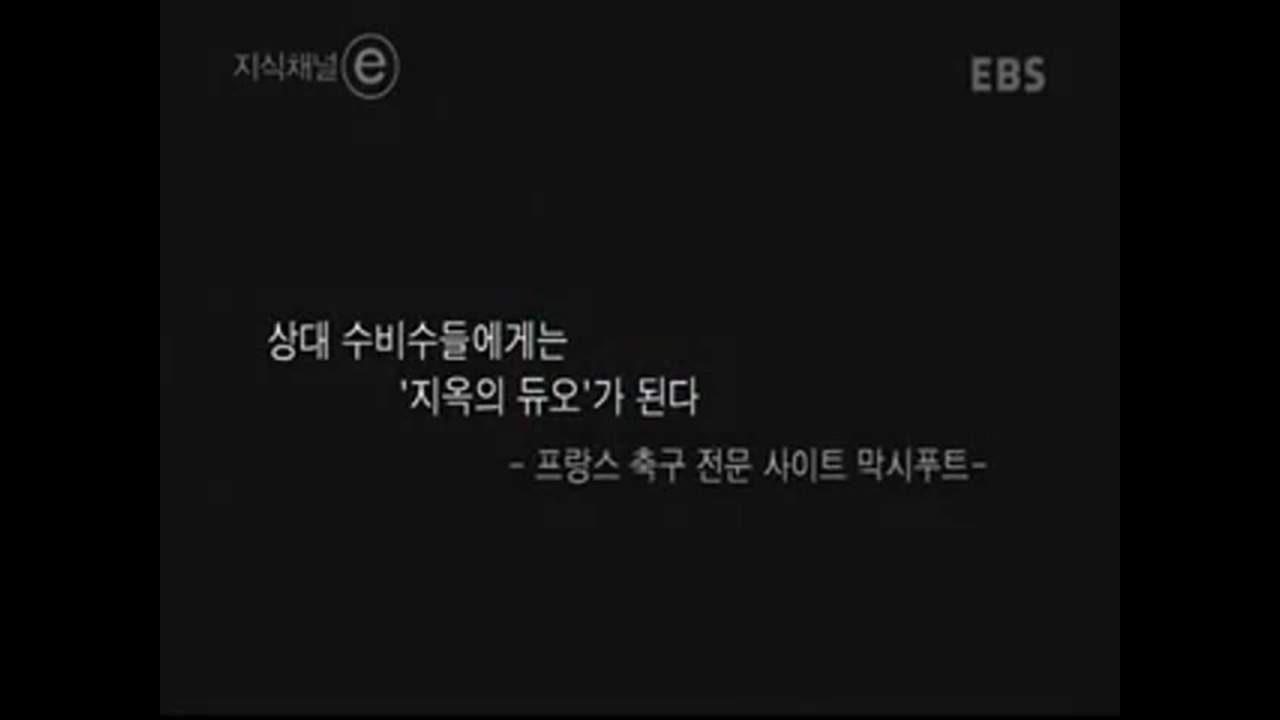 지식채널e
EBS
상대 수비수들에게는
'지옥의 듀오'가 된다
- 프랑스 축구 전문 사이트 막시푸트-